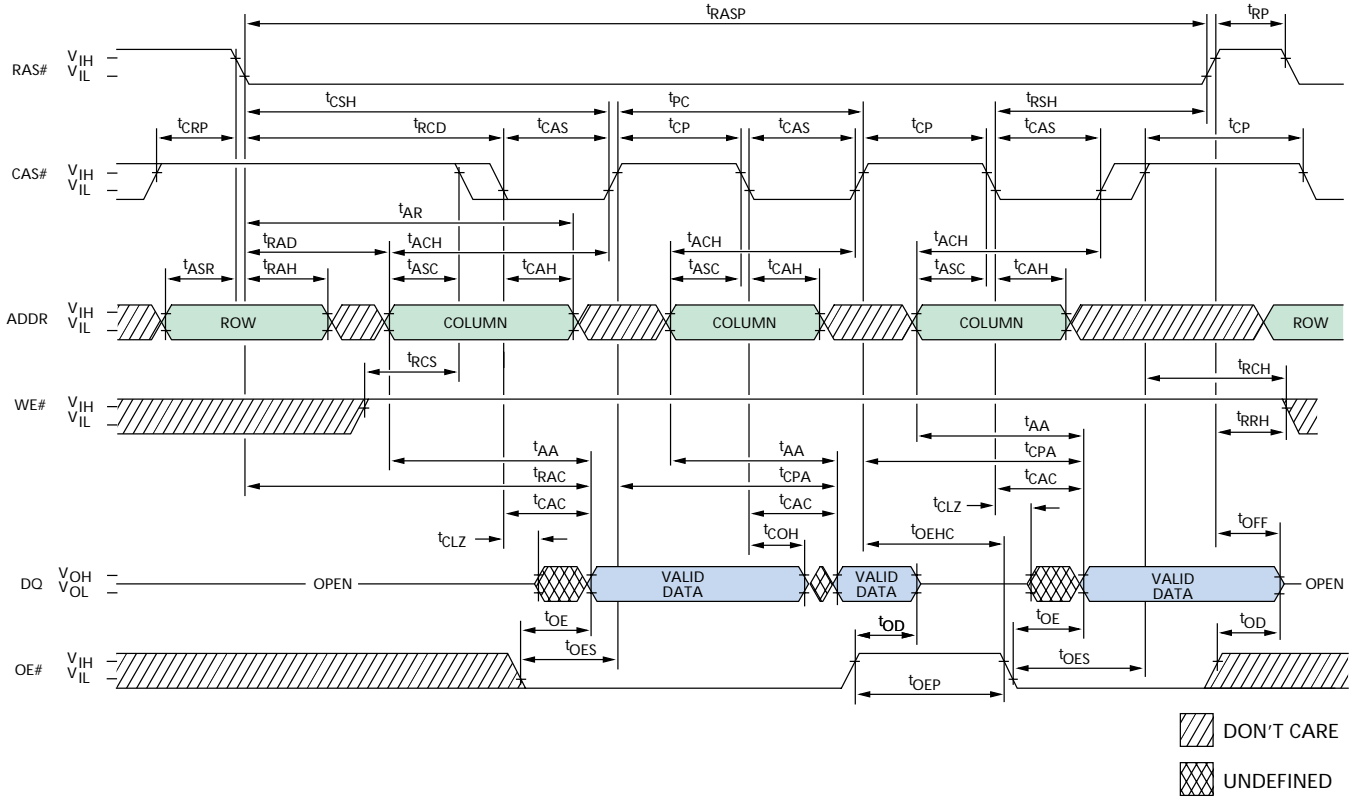 tRASP tRP
RAS# VIH
VIL
tCSH tPC tRSH
tCRP tRCD tCAS tCP tCAS tCP tCAS tCP
CAS# VIH
VIL
tAR
tRAD tACH tACH tACH
tASR tRAH tASC tCAH tASC tCAH tASC tCAH
ADDR VIH
VIL
ROW COLUMN COLUMN COLUMN ROW
tRCS tRCH
WE# VIH
VIL
tRRH
tAA tAA tAA
tRAC tCPA tCPA
tCAC tCAC tCAC
tCLZ tCOH tOEHC tCLZ tOFF
DQ VOH
VOL
OPEN VALID
DATA
VALID
DATA
VALID
DATA
OPEN
tOE tOD tOE tOD
tOES tOES
OE# VIH
VIL
tOEP
DON'T CARE
UNDEFINED